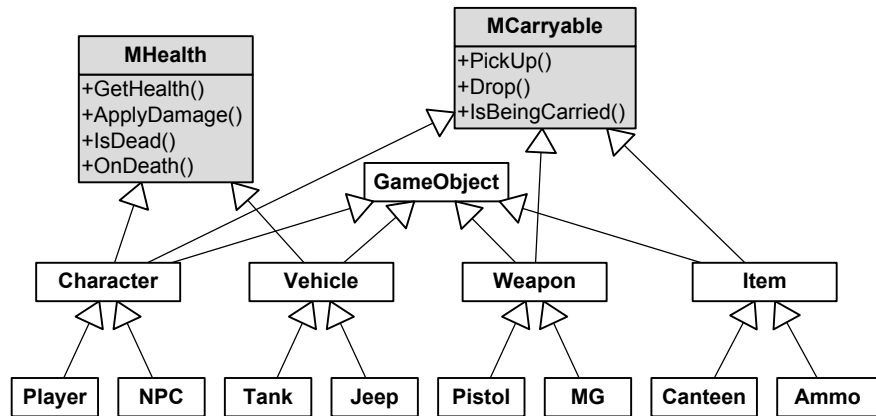 MHealth
+GetHealth()
+ApplyDamage()
+IsDead()
+OnDeath()
MCarryable
+PickUp()
+Drop()
+IsBeingCarried()
GameObject
Character
Vehicle
Weapon
Item
Player
NPC
Tank
Jeep
Pistol
MG
Canteen
Ammo